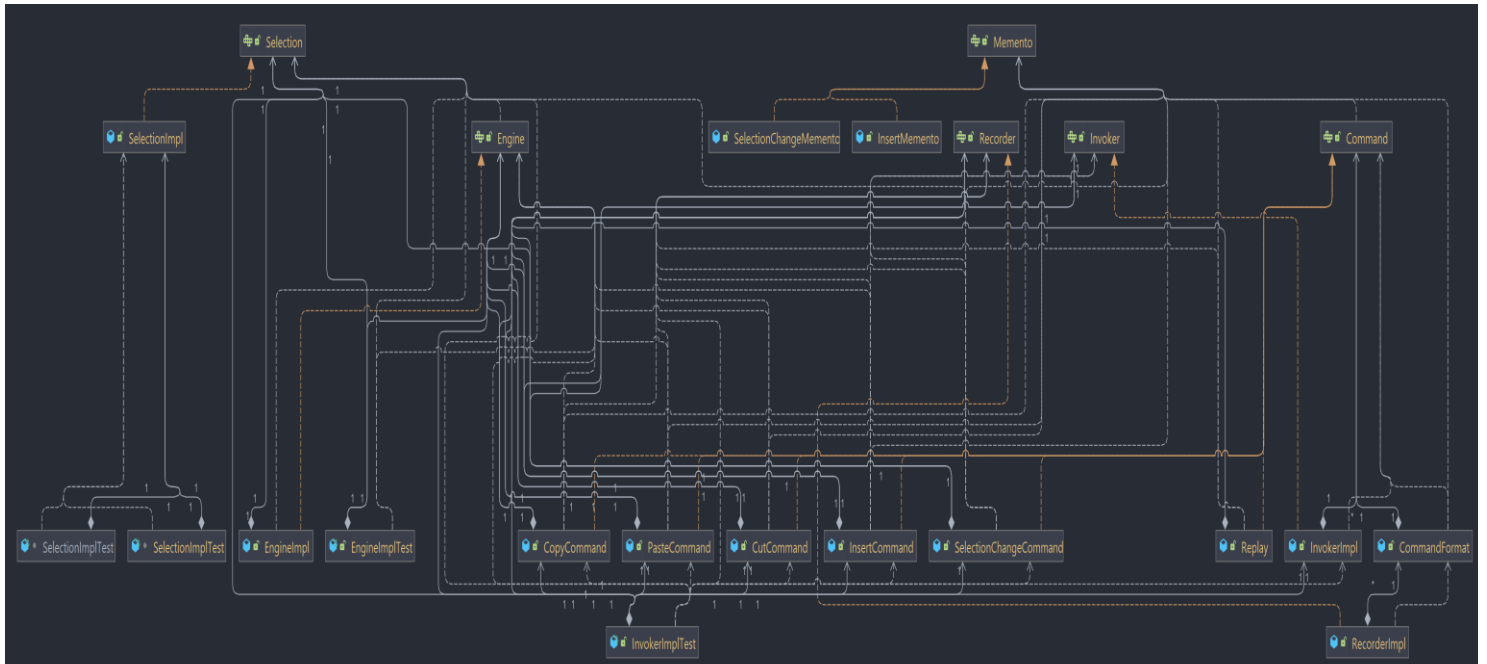 Selection
Memento
SelectionImpl
Engine
SelectionChangeMemento
InsertMemento
Recorder
Invoker
Command
SelectionImplTest
SelectionImplTest
EngineImpl
EngineImplTest
CopyCommand
PasteCommand
CutCommand
InsertCommand
SelectionChangeCommand
Replay
InvokerImpl
CommandFormat
InvokerImplTest
RecorderImpl